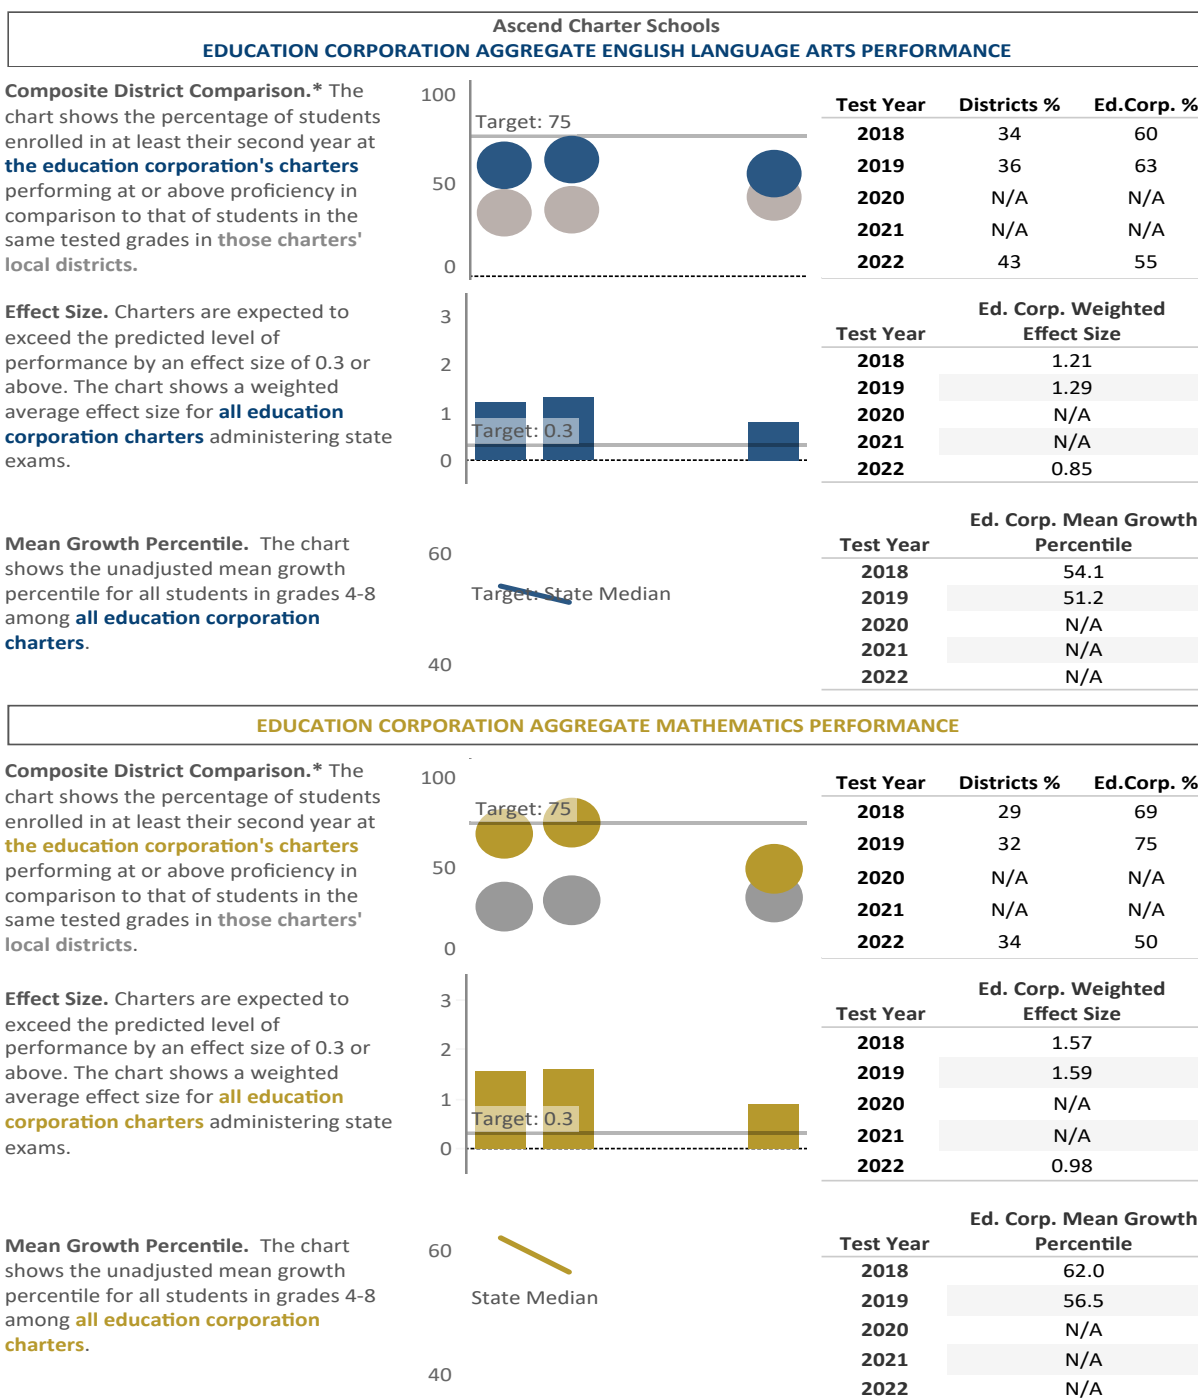 Ascend Charter Schools
EDUCATION CORPORATION AGGREGATE ENGLISH LANGUAGE ARTS PERFORMANCE
Composite District Comparison.* The
chart shows the percentage of students
enrolled in at least their second year at
the education corporation's charters
performing at or above proficiency in
comparison to that of students in the
same tested grades in those charters'
local districts.
100
Target: 75
50
0
Test Year Districts % Ed.Corp. %
2018 34 60
2019 36 63
2020 N/A N/A
2021 N/A N/A
2022 43 55
Effect Size. Charters are expected to
exceed the predicted level of
performance by an effect size of 0.3 or
above. The chart shows a weighted
average effect size for all education
corporation charters administering state
exams.
3
2
1
Target: 0.3
0
Ed. Corp. Weighted
Test Year Effect Size
2018 1.21
2019 1.29
2020 N/A
2021 N/A
2022 0.85
Mean Growth Percentile. The chart
shows the unadjusted mean growth
percentile for all students in grades 4-8
among all education corporation
charters.
60
Target: State Median
40
Ed. Corp. Mean Growth
Test Year Percentile
2018 54.1
2019 51.2
2020 N/A
2021 N/A
2022 N/A
EDUCATION CORPORATION AGGREGATE MATHEMATICS PERFORMANCE
Composite District Comparison.* The
chart shows the percentage of students
enrolled in at least their second year at
the education corporation's charters
performing at or above proficiency in
comparison to that of students in the
same tested grades in those charters'
local districts.
100
Target: 75
50
0
Test Year Districts % Ed.Corp. %
2018 29 69
2019 32 75
2020 N/A N/A
2021 N/A N/A
2022 34 50
Effect Size. Charters are expected to
exceed the predicted level of
performance by an effect size of 0.3 or
above. The chart shows a weighted
average effect size for all education
corporation charters administering state
exams.
3
2
1
Target: 0.3
0
Ed. Corp. Weighted
Test Year Effect Size
2018 1.57
2019 1.59
2020 N/A
2021 N/A
2022 0.98
Mean Growth Percentile. The chart
shows the unadjusted mean growth
percentile for all students in grades 4-8
among all education corporation
charters.
60
State Median
40
Ed. Corp. Mean Growth
Test Year Percentile
2018 62.0
2019 56.5
2020 N/A
2021 N/A
2022 N/A